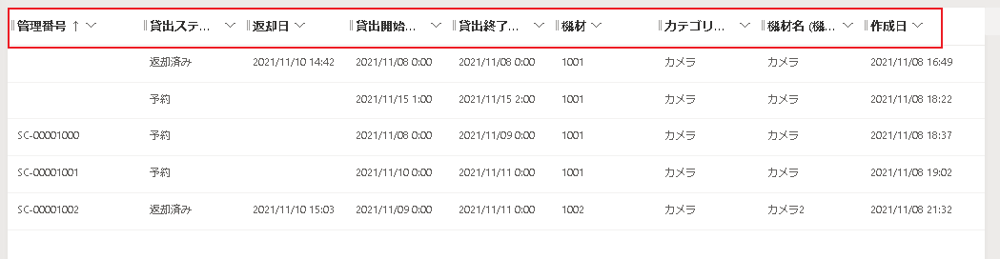 管理番号 ↑ 貸出ステ... 返却日 貸出開始... 貸出終了... 機材 カテゴリ... 機材名 (機... 作成日
返却済み 2021/11/10 14:42 2021/11/08 0:00 2021/11/08 0:00 1001 カメラ カメラ 2021/11/08 16:49
予約 2021/11/15 1:00 2021/11/15 2:00 1001 カメラ カメラ 2021/11/08 18:22
SC-00001000 予約 2021/11/08 0:00 2021/11/09 0:00 1001 カメラ カメラ 2021/11/08 18:37
SC-00001001 予約 2021/11/10 0:00 2021/11/11 0:00 1001 カメラ カメラ 2021/11/08 19:02
SC-00001002 返却済み 2021/11/10 15:03 2021/11/09 0:00 2021/11/11 0:00 1002 カメラ カメラ2 2021/11/08 21:32